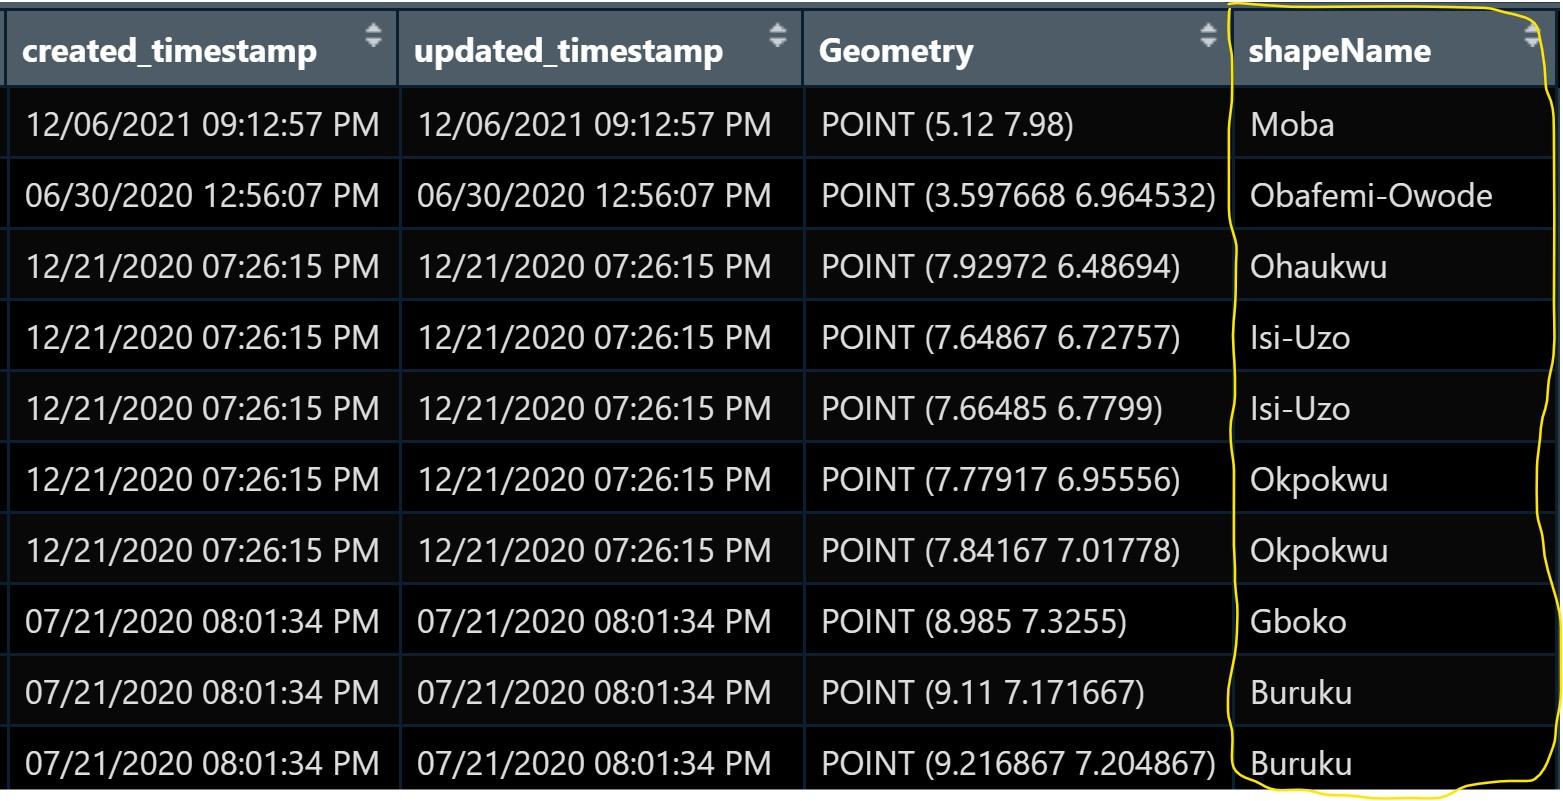 created_timestamp updated_timestamp Geometry shapeName
12/06/2021 09:12:57 PM 12/06/2021 09:12:57 PM POINT (5.12 7.98) Moba
06/30/2020 12:56:07 PM 06/30/2020 12:56:07 PM POINT (3.597668 6.964532) Obafemi-Owode
12/21/2020 07:26:15 PM 12/21/2020 07:26:15 PM POINT (7.92972 6.48694) Ohaukwu
12/21/2020 07:26:15 PM 12/21/2020 07:26:15 PM POINT (7.64867 6.72757) Isi-Uzo
12/21/2020 07:26:15 PM 12/21/2020 07:26:15 PM POINT (7.66485 6.7799) Isi-Uzo
12/21/2020 07:26:15 PM 12/21/2020 07:26:15 PM POINT (7.77917 6.95556) Okpokwu
12/21/2020 07:26:15 PM 12/21/2020 07:26:15 PM POINT (7.84167 7.01778) Okpokwu
07/21/2020 08:01:34 PM 07/21/2020 08:01:34 PM POINT (8.985 7.3255) Gboko
07/21/2020 08:01:34 PM 07/21/2020 08:01:34 PM POINT (9.11 7.171667) Buruku
07/21/2020 08:01:34 PM 07/21/2020 08:01:34 PM POINT (9.216867 7.204867) Buruku